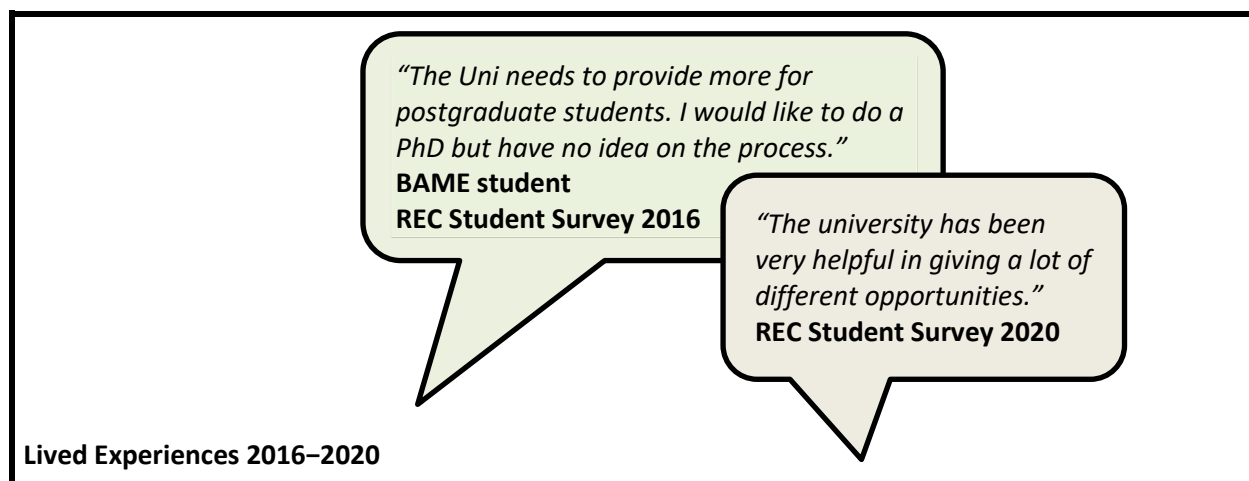 “The Uni needs to provide more for
postgraduate students. I would like to do a
PhD but have no idea on the process.”
BAME student
REC Student Survey 2016
“The university has been
very helpful in giving a lot of
different opportunities.”
REC Student Survey 2020
Lived Experiences 2016–2020